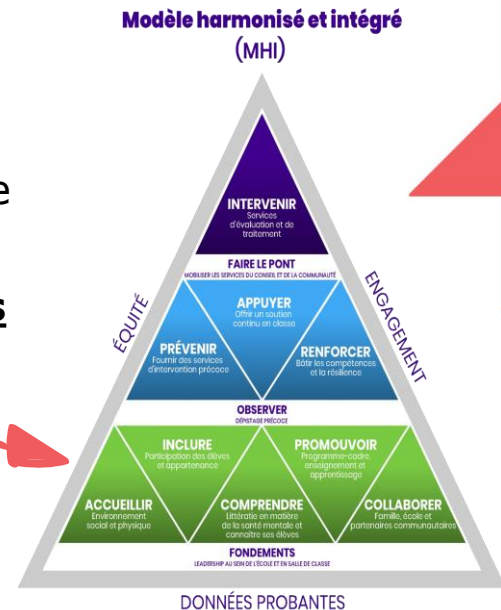 Modèle harmonisé et intégré
(MHI)
e
s
INTERVENIR
Services
d'évaluation et de
traitement
FAIRE LE PONT
MOBILISER LES SERVICES DU CONSEIL ET DE LA COMMUNAUTÉ
ÉQUITÉ
ENGAGEMENT
APPUYER
Offrir un soutien
continu en classe
PRÉVENIR
Fournir des services
d'intervention précoce
RENFORCER
Bâtir les compétences
et la résilience
OBSERVER
DÉPISTAGE PRÉCOCE
INCLURE
Participation des élèves
et appartenance
PROMOUVOIR
Programme-cadre,
enseignement et
apprentissage
ACCUEILLIR
Environnement
social et physique
COMPRENDRE
Littératie en matière
de la santé mentale et
connaître ses élèves
COLLABORER
Famille, école et
partenaires communautaires
FONDEMENTS
LEADERSHIP AU SEIN DE L'ÉCOLE ET EN SALLE DE CLASSE
DONNÉES PROBANTES